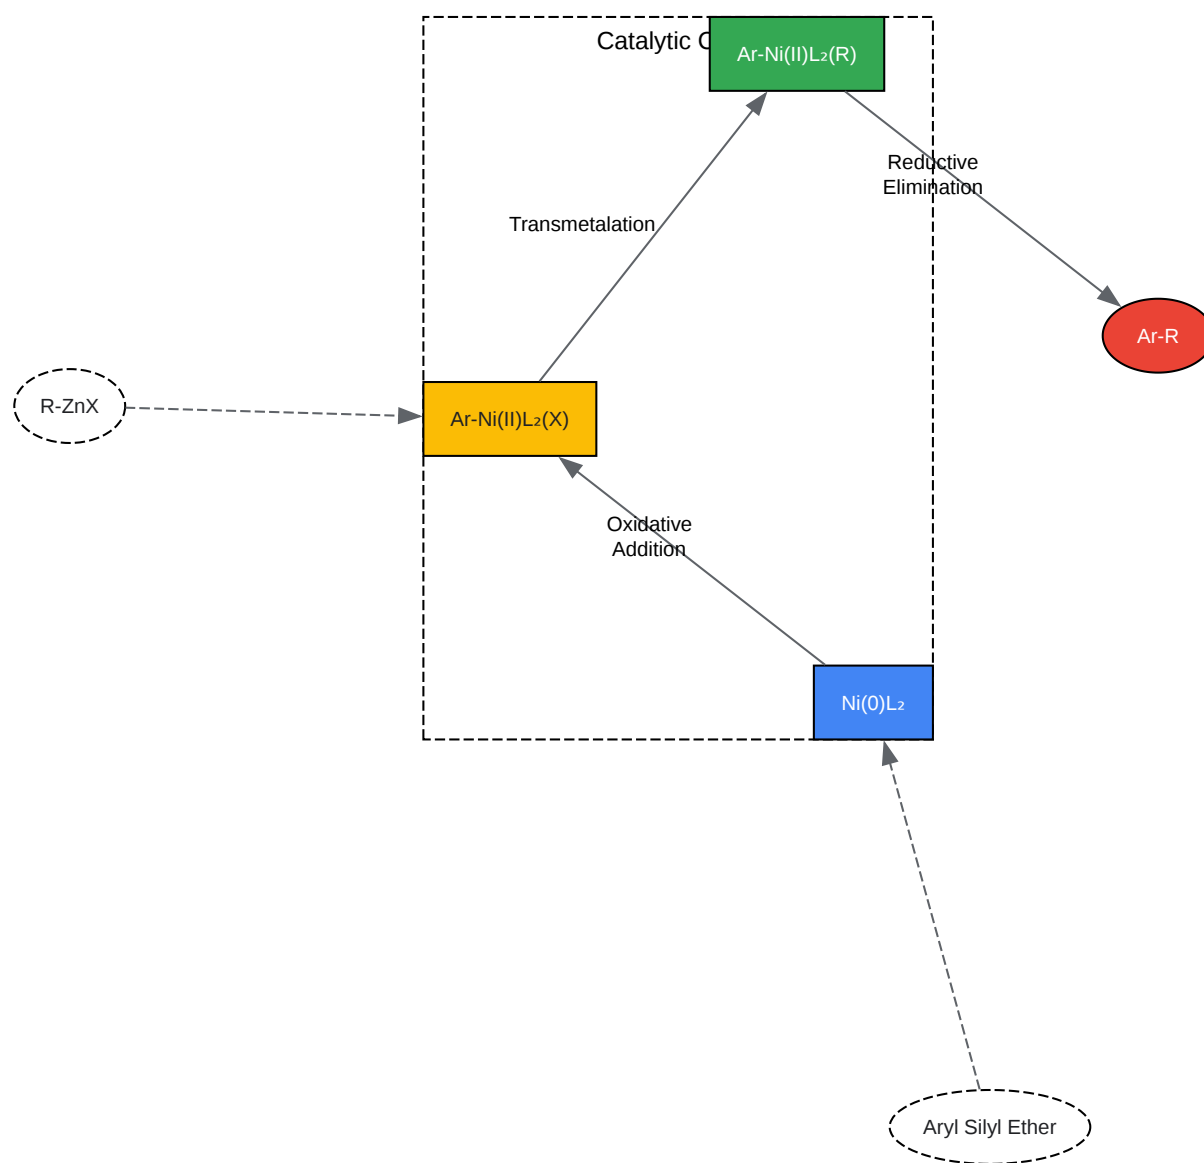 Catalytic C
Ar-Ni(II)L₂(R)
Reductive
Elimination
Transmetalation
Ar-R
R-ZnX
Ar-Ni(II)L₂(X)
Oxidative
Addition
Ni(0)L₂
Aryl Silyl Ether